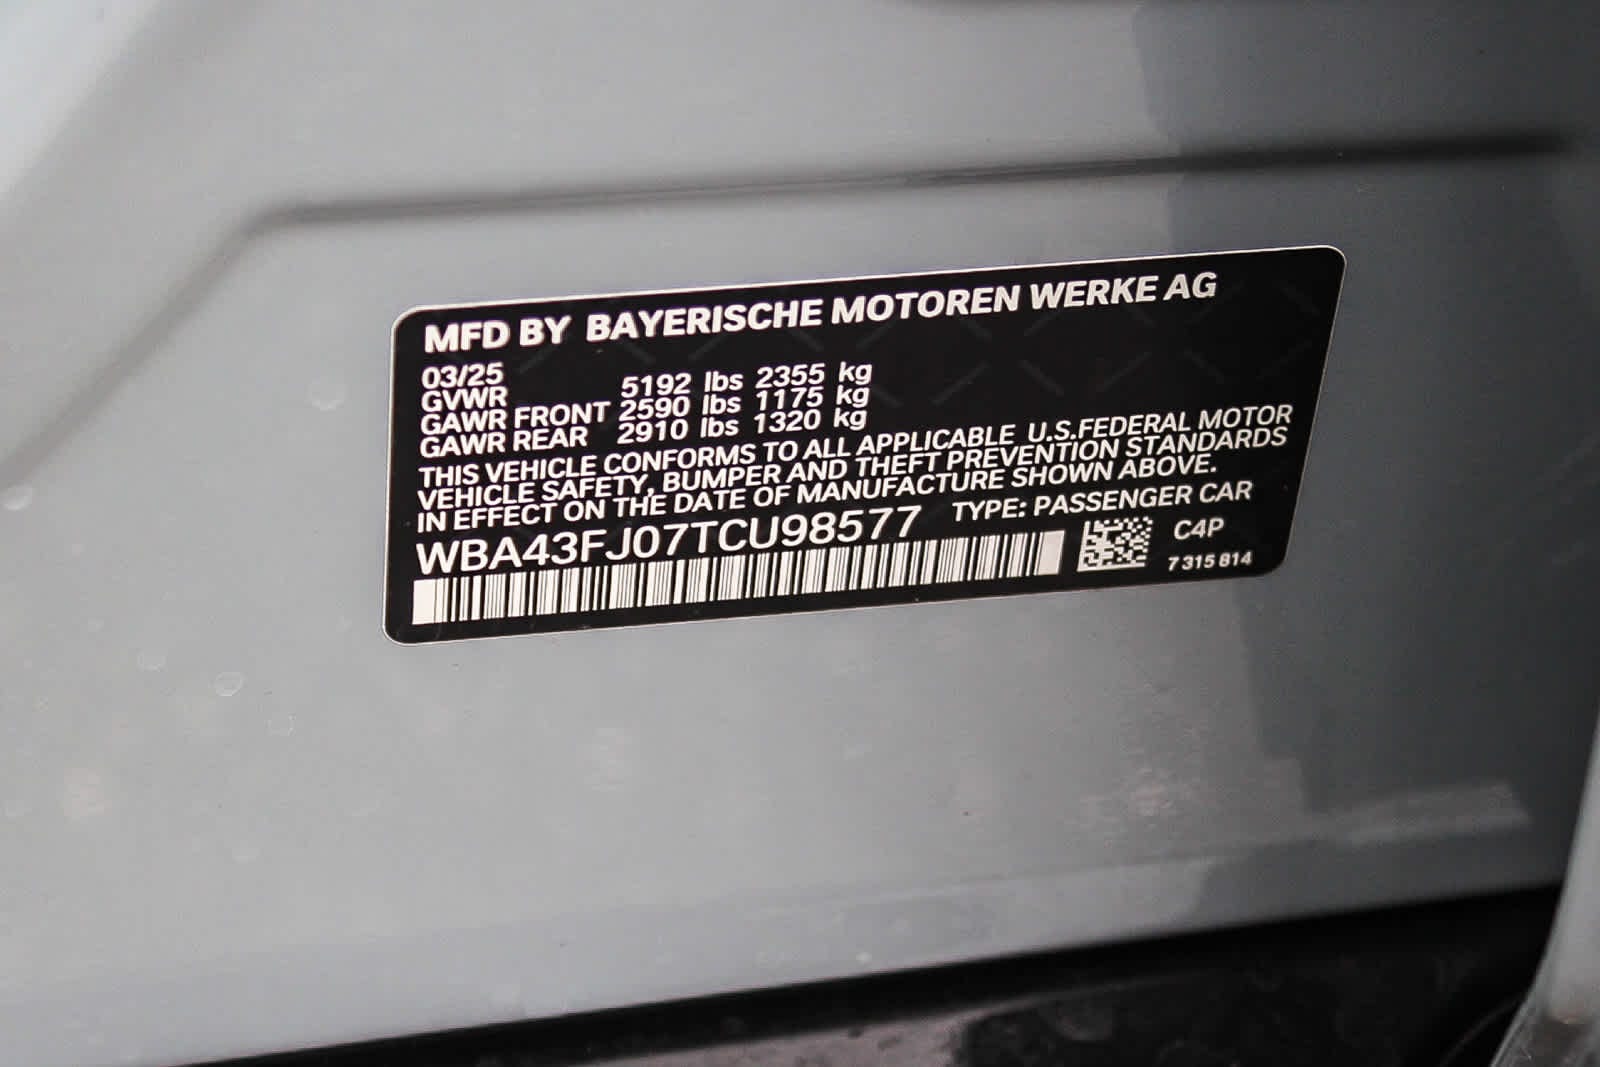 MFD BY BAYERISCHE MOTOREN WERKE AG
03/25
GVWR 5192 lbs 2355 kg
GAWR FRONT 2590 lbs 1175 kg
GAWR REAR 2910 lbs 1320 kg
THIS VEHICLE CONFORMS TO ALL APPLICABLE U.S.FEDERAL MOTOR
VEHICLE SAFETY, BUMPER AND THEFT PREVENTION STANDARDS
IN EFFECT ON THE DATE OF MANUFACTURE SHOWN ABOVE.
WBA43FJ07TCU98577 TYPE: PASSENGER CAR
C4P
7 315 814